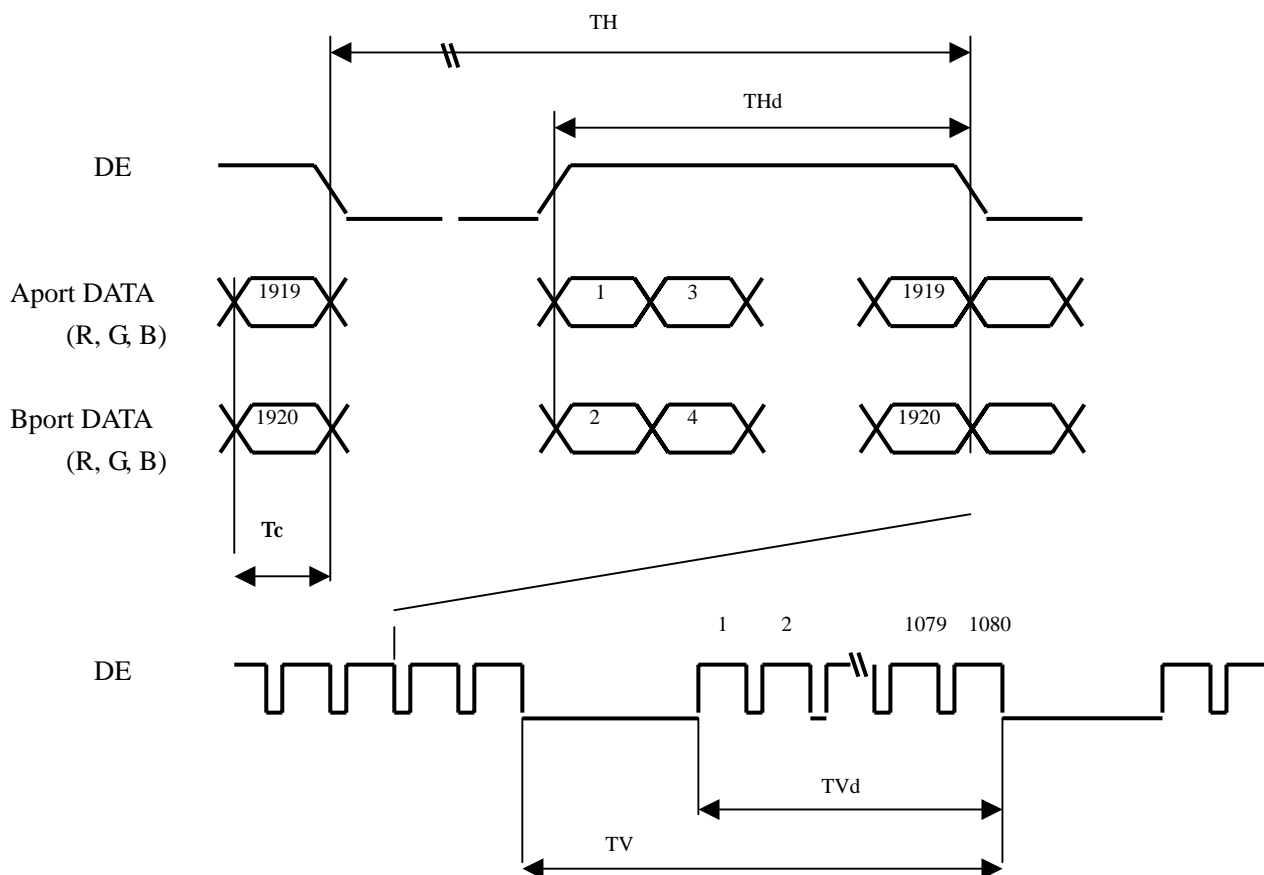 TH
THd
DE
Aport DATA
(R, G, B)
1919 1 3 1919
Bport DATA
(R, G, B)
1920 2 4 1920
Tc
1 2 1079 1080
DE
TVd
TV